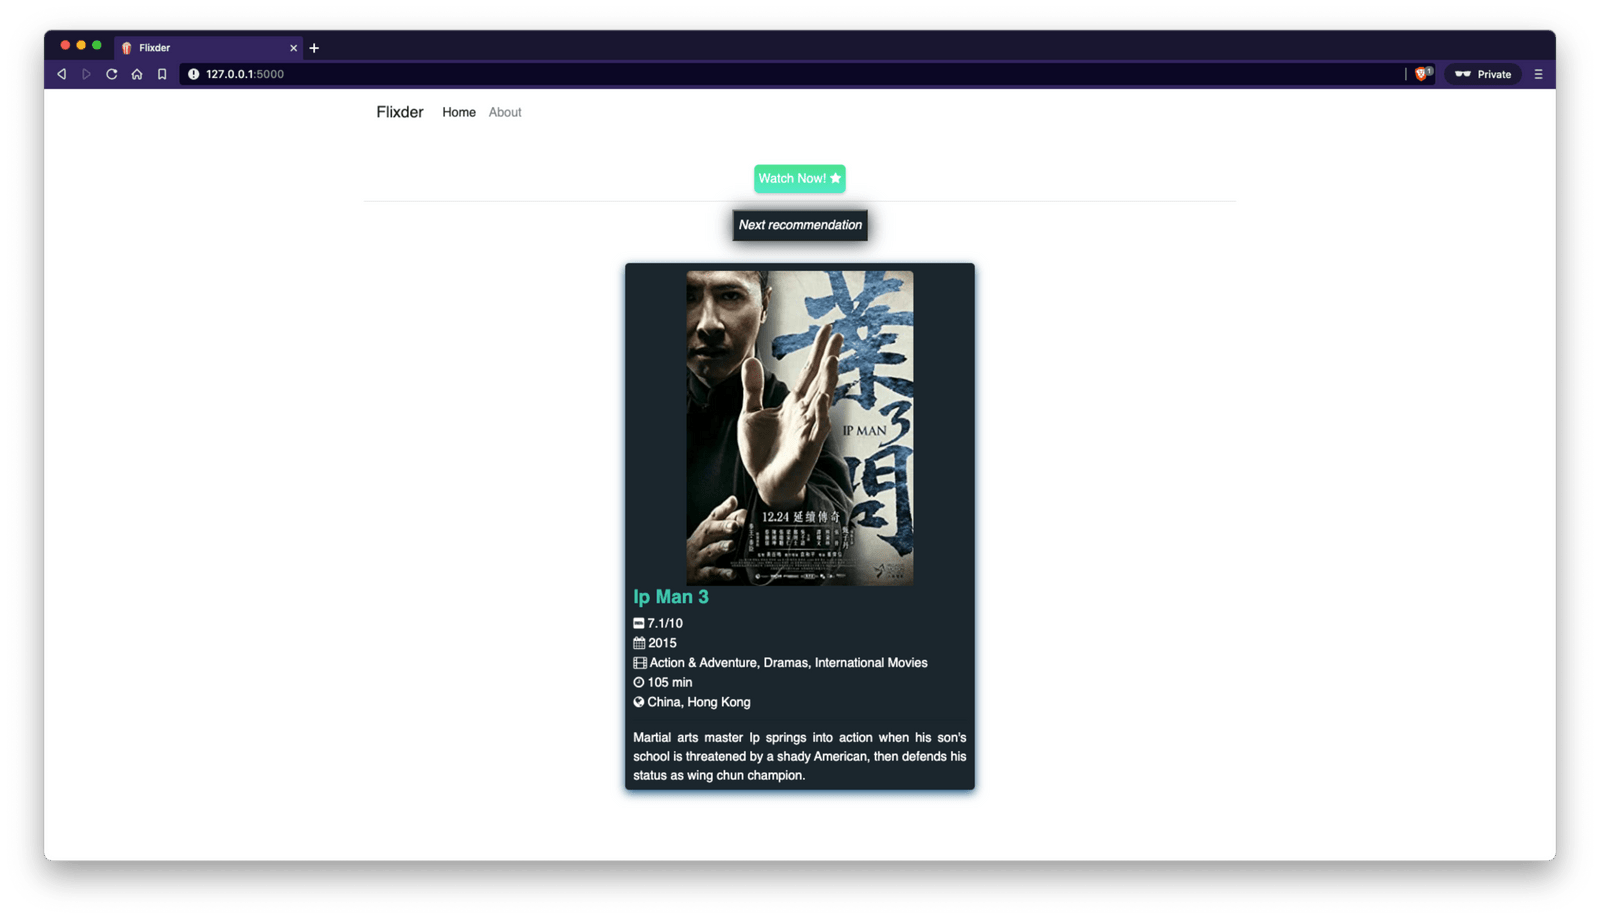 Flixder
127.0.0.1:5000
1
Private
Flixder Home About
Watch Now!
Next recommendation
葉
3
問
IP MAN
12.24 延續傳奇
Ip Man 3
7.1/10
2015
Action & Adventure, Dramas, International Movies
105 min
China, Hong Kong
Martial arts master Ip springs into action when his son's
school is threatened by a shady American, then defends his
status as wing chun champion.